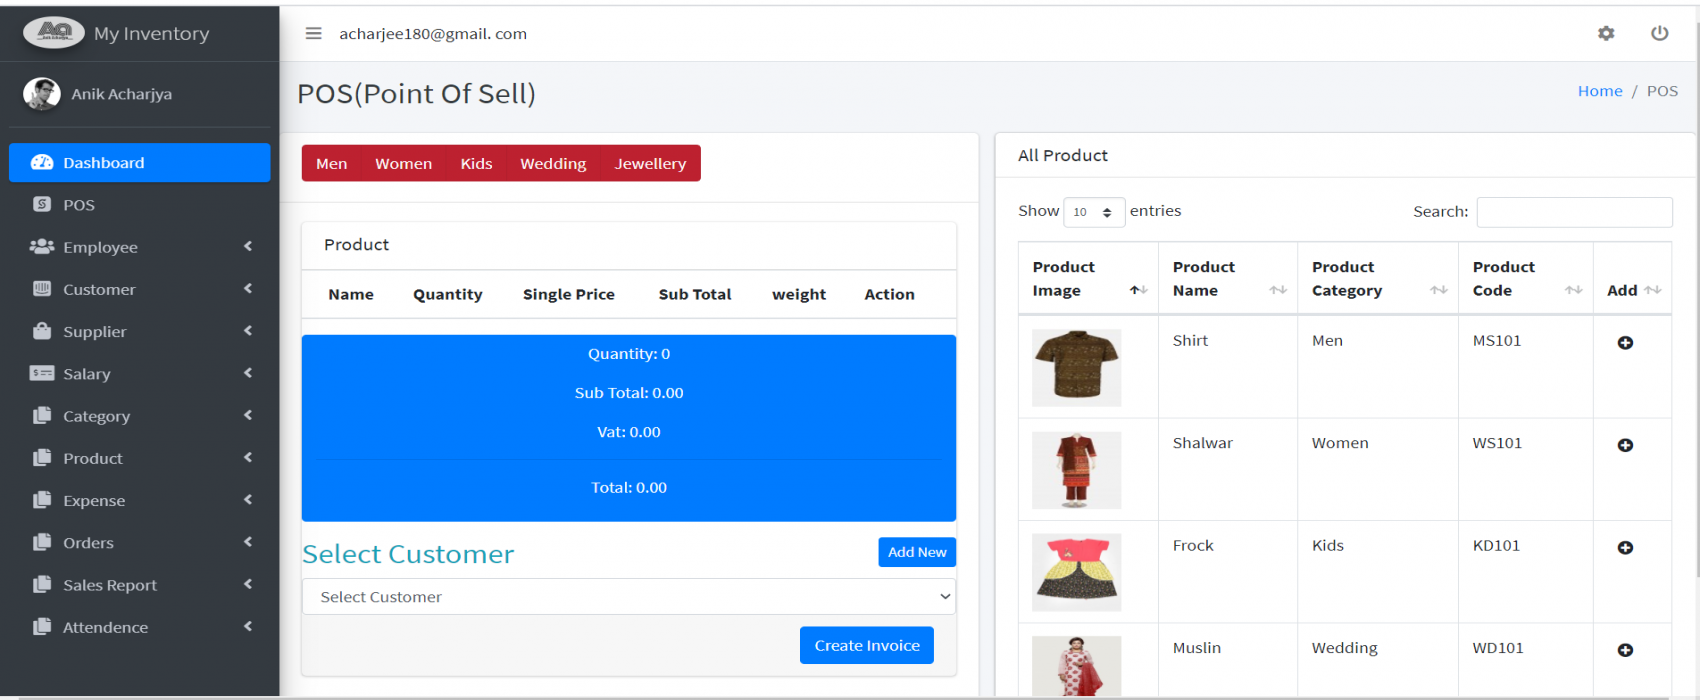 My Inventory
Anik Acharjya
Dashboard
POS
Employee
Customer
Supplier
Salary
Category
Product
Expense
Orders
Sales Report
Attendence
acharjee180@gmail. com
POS(Point Of Sell)
Home / POS
Men Women Kids Wedding Jewellery
Product
Name Quantity Single Price Sub Total weight Action
Quantity: 0
Sub Total: 0.00
Vat: 0.00
Total: 0.00
Select Customer
Add New
Select Customer
Create Invoice
All Product
Show 10 entries Search:
Product Image Product Name Product Category Product Code Add
Shirt Men MS101
Shalwar Women WS101
Frock Kids KD101
Muslin Wedding WD101